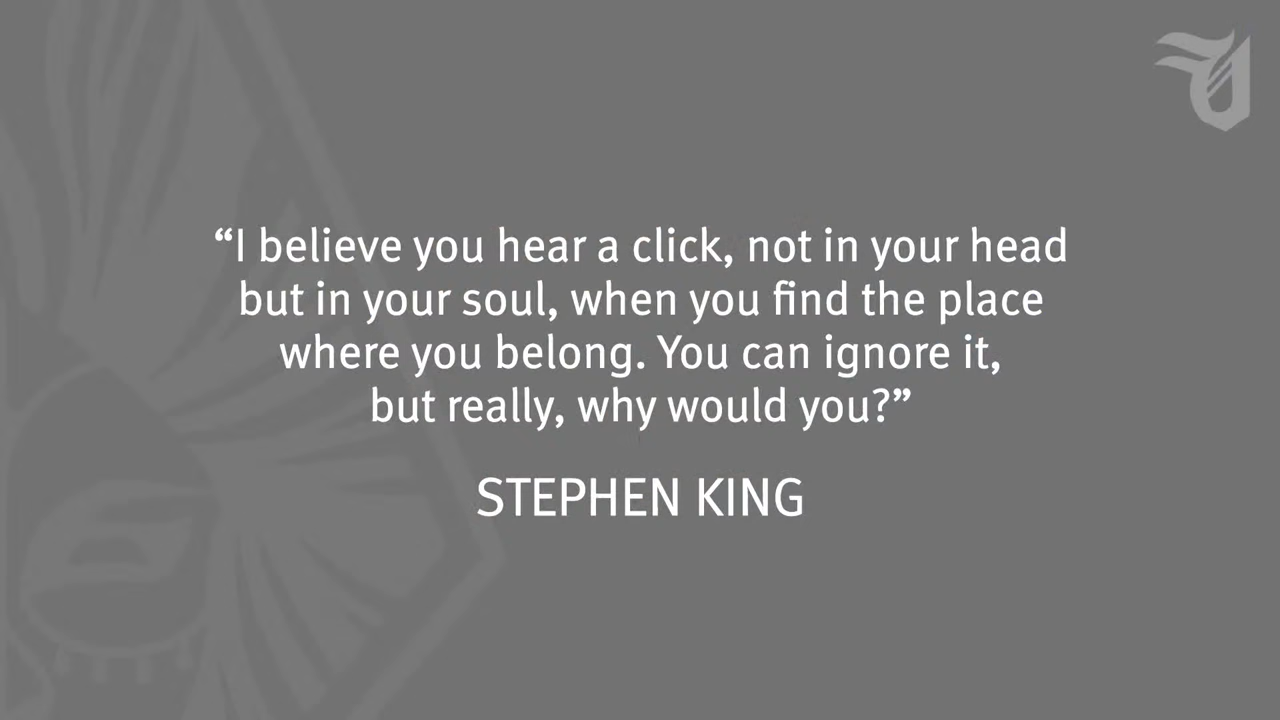 “I believe you hear a click, not in your head
but in your soul, when you find the place
where you belong. You can ignore it,
but really, why would you?”
STEPHEN KING